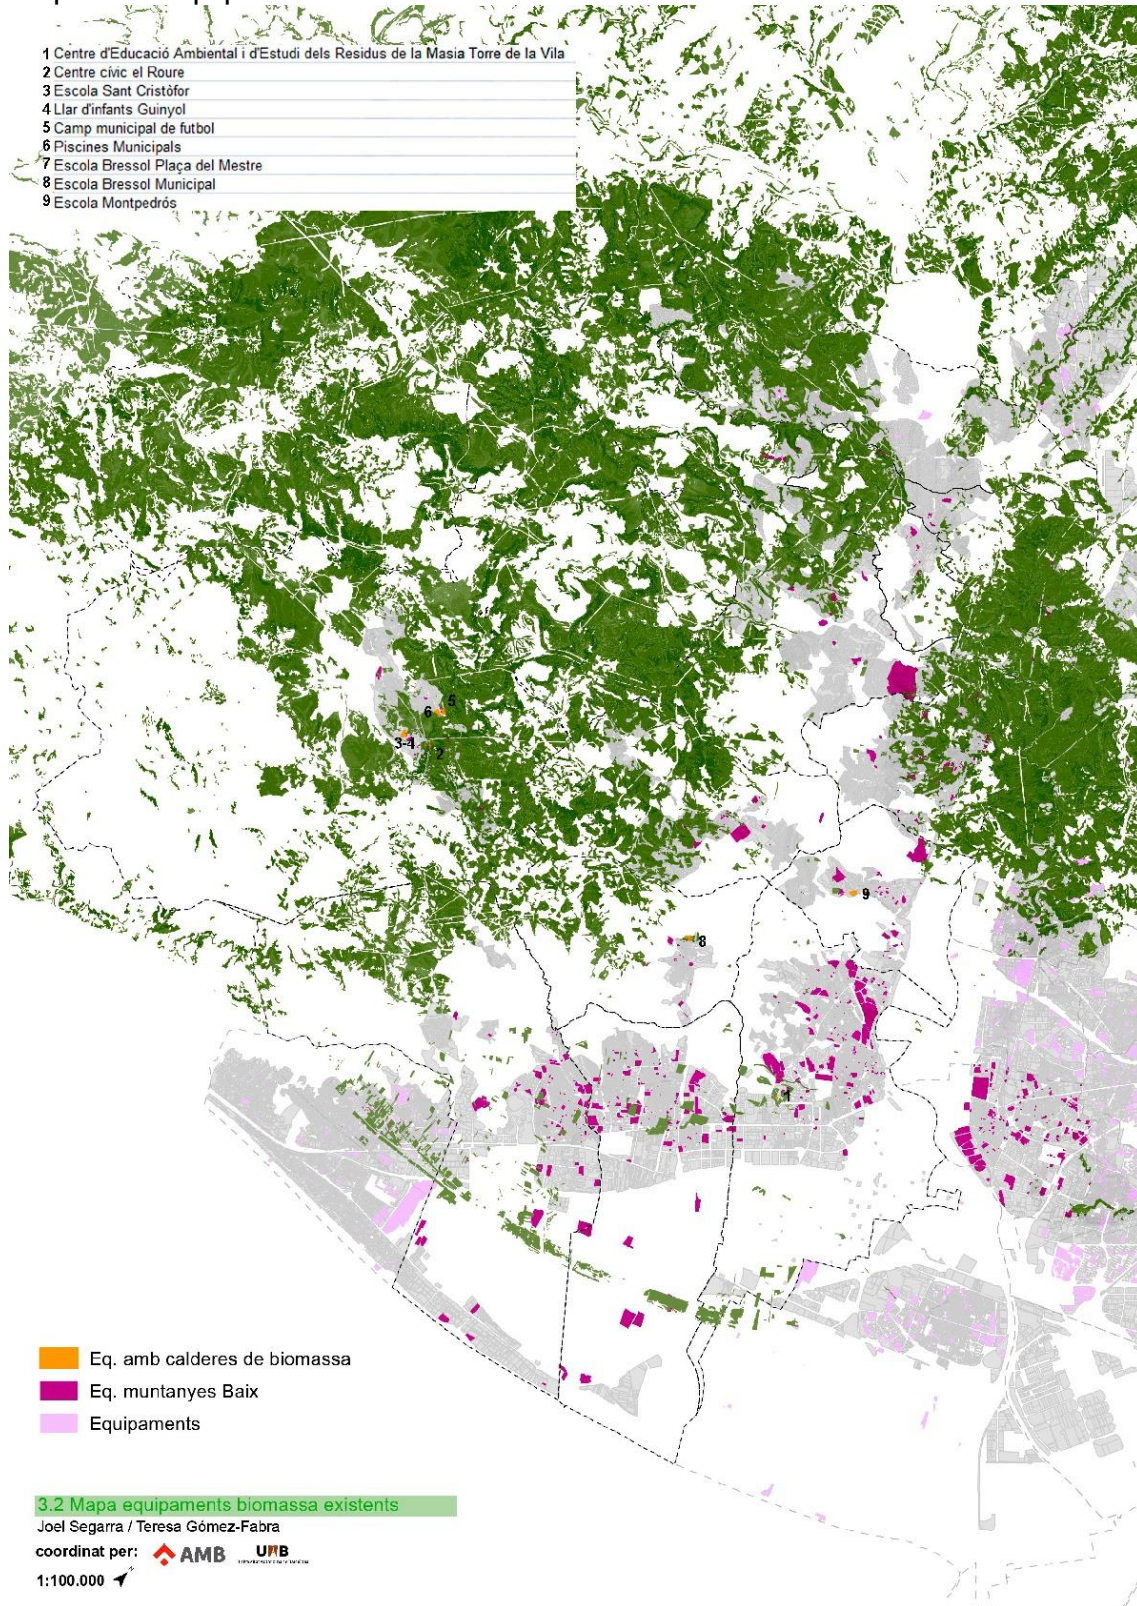 1 Centre d'Educació Ambiental i d'Estudi dels Residus de la Masia Torre de la Vila
2 Centre cívic el Roure
3 Escola Sant Cristòfor
4 Llar d'infants Guinyol
5 Camp municipal de futbol
6 Piscines Municipals
7 Escola Bressol Plaça del Mestre
8 Escola Bressol Municipal
9 Escola Montpedrós
5
6
3-4
2
9
8
1
Eq. amb calderes de biomassa
Eq. muntanyes Baix
Equipaments
3.2 Mapa equipaments biomassa existents
Joel Segarra / Teresa Gómez-Fabra
coordinat per: AMB UAB
1:100.000